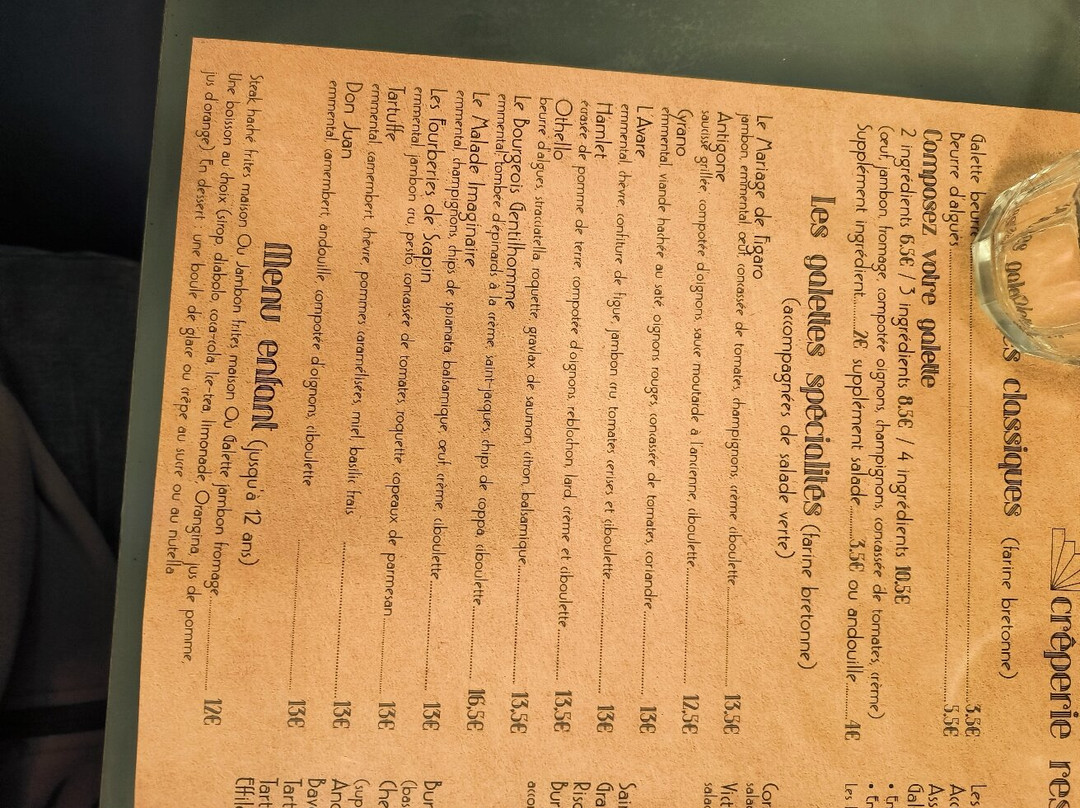 crêperie res
es classiques (farine bretonne)
Galette beurre 3.5€
Beurre d'algues 5.5€
Composez votre galette
2 ingrédients 6.5€ / 3 ingrédients 8.5€ / 4 ingrédients 10.5€
(œuf, jambon, fromage, compotée oignons, champignons, concassée de tomates, crème)
Supplément ingrédient...... 2€ supplément salade...... 3.5€ ou andouille...... 4€
les galettes spécialités (farine bretonne)
(accompagnées de salade verte)
Le Mariage de Figaro
jambon, emmental, œuf, concassée de tomates, champignons, crème ciboulette 13.5€
Antigone
saucisse grillée, compotée d'oignons, sauce moutarde à l'ancienne, ciboulette 12.5€
Cyrano
emmental, viande hachée au saté, oignons rouges, concassée de tomates, coriandre 13€
L'Avare
emmental, chèvre, confiture de figue, jambon cru, tomates cerises et ciboulette 13€
Hamlet
écrasée de pomme de terre, compotée d'oignons, reblochon, lard, crème et ciboulette 13.5€
Othello
beurre d'algues, stracciatella, roquette, gravlax de saumon, citron, balsamique 13.5€
Le Bourgeois Gentilhomme
emmental, tombée d'épinards à la crème, saint-jacques, chips de coppa, ciboulette 16.5€
Le Malade Imaginaire
emmental, champignons, chips de spianata, balsamique, œuf, crème, ciboulette 13€
Les Fourberies de Scapin
emmental, jambon cru, pesto, concassée de tomates, roquette, copeaux de parmesan 13€
Tartuffe
emmental, camembert, chèvre, pommes caramélisées, miel, basilic frais 13€
Don Juan
emmental, camembert, andouille, compotée d'oignons, ciboulette 13€
Menu enfant (jusqu'à 12 ans)
Steak haché frites maison Ou Jambon frites maison Ou Galette jambon fromage 12€
Une boisson au choix (sirop, diabolo, coca-cola, Ice-tea, limonade, Orangina, jus de pomme,
jus d'orange) En dessert : une boule de glace ou crêpe au sucre ou au nutella
Les